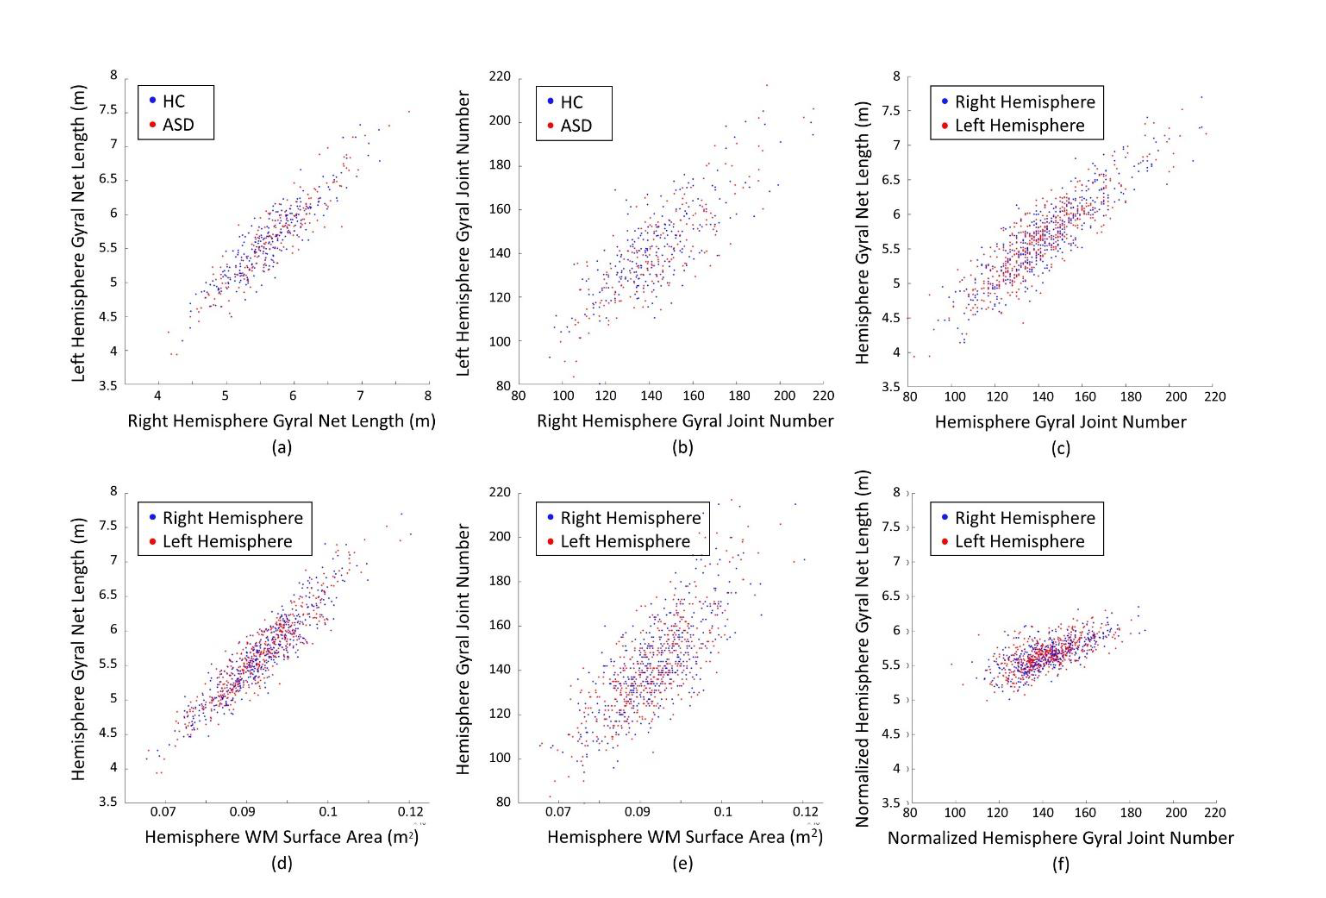 8
7.5
7
6.5
6
5.5
5
4.5
4
3.5
HC
ASD
Left Hemisphere Gyral Net Length (m)
4 5 6 7 8
Right Hemisphere Gyral Net Length (m)
(a)
220
200
180
160
140
120
100
80
HC
ASD
Left Hemisphere Gyral Joint Number
100 120 140 160 180 200 220
Right Hemisphere Gyral Joint Number
(b)
8
7.5
7
6.5
6
5.5
5
4.5
4
3.5
Right Hemisphere
Left Hemisphere
Hemisphere Gyral Net Length (m)
80 100 120 140 160 180 200 220
Hemisphere Gyral Joint Number
(c)
8
7.5
7
6.5
6
5.5
5
4.5
4
3.5
Right Hemisphere
Left Hemisphere
Hemisphere Gyral Net Length (m)
0.07 0.09 0.1 0.12
Hemisphere WM Surface Area (m²)
(d)
220
200
180
160
140
120
100
80
Right Hemisphere
Left Hemisphere
Hemisphere Gyral Joint Number
0.07 0.09 0.1 0.12
Hemisphere WM Surface Area (m²)
(e)
8
7.5
7
6.5
6
5.5
5
4.5
4
3.5
Right Hemisphere
Left Hemisphere
Normalized Hemisphere Gyral Net Length (m)
80 100 120 140 160 180 200 220
Normalized Hemisphere Gyral Joint Number
(f)